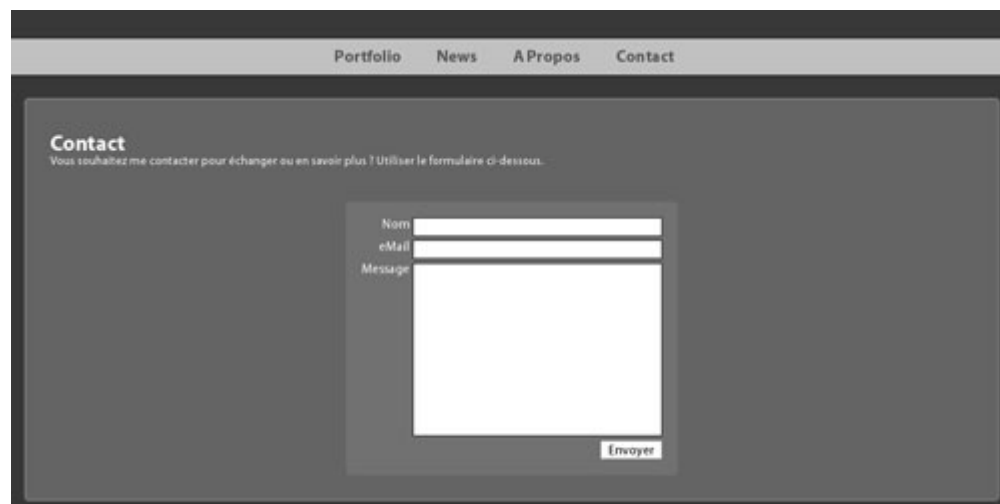 Portfolio News A Propos Contact
Contact
Vous souhaitez me contacter pour échanger ou en savoir plus ? Utiliser le formulaire ci-dessous.
Nom
eMail
Message
Envoyer